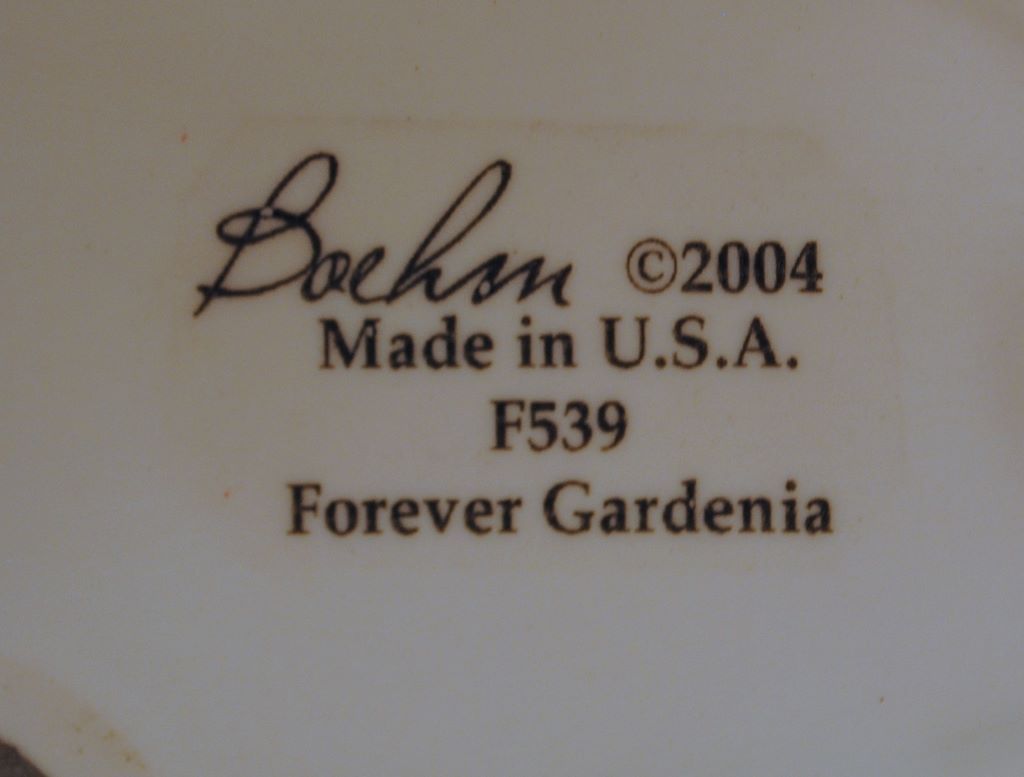 Boehm ©2004
Made in U.S.A.
F539
Forever Gardenia